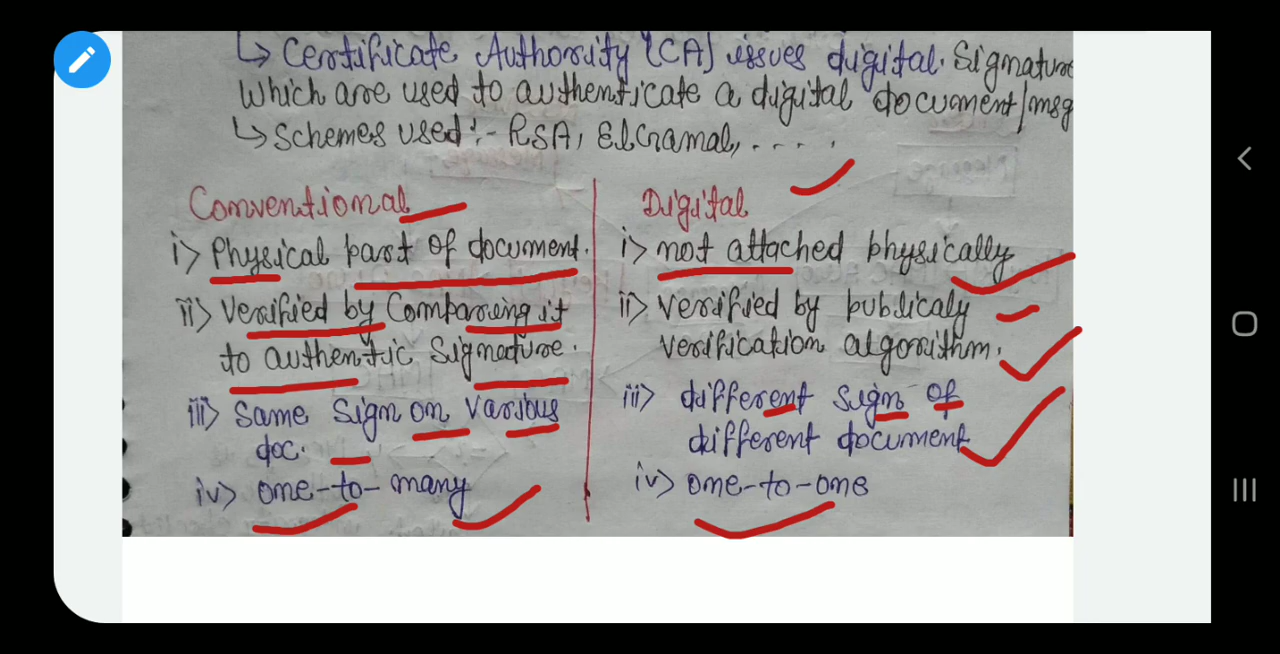 ↳ Certificate Authority (CA) issues digital. Signature
Which are used to authenticate a digital document/msg
↳ Schemes used :- RSA, ElGamal, . . . .
Conventional
i> Physical part of document.
ii> Verified by Comparing it
to authentic Signature.
iii> Same Sign on Various
doc.
iv> one-to-many
Digital
i> not attached physically
ii> Verified by publicaly
verification algorithm.
iii> different sign of
different document
iv> one-to-one